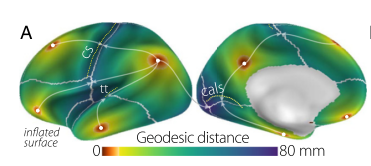 A
cs
tt
cals
inflated
surface
Geodesic distance
0
80 mm